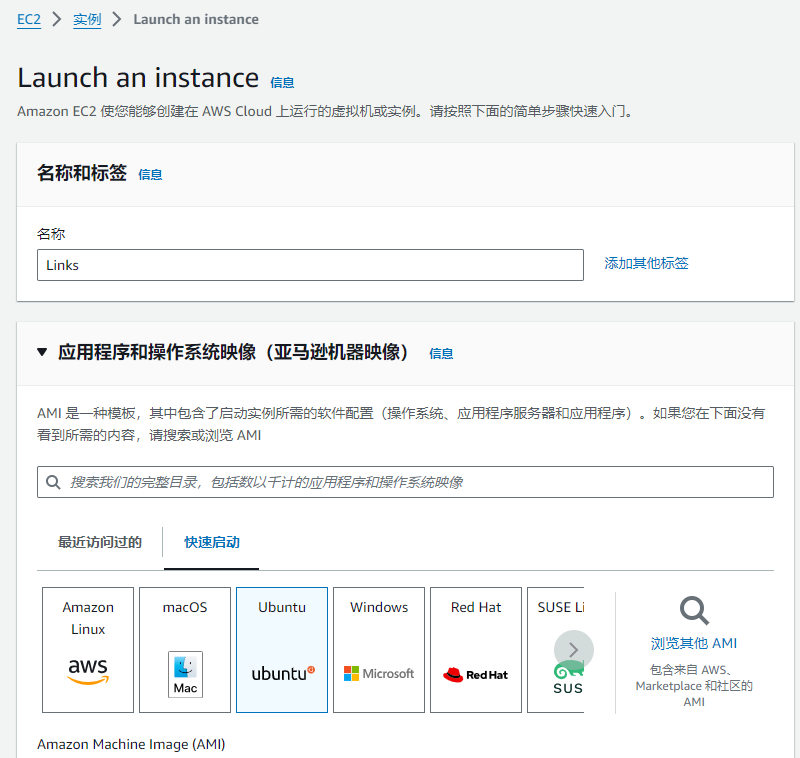 EC2 > 实例 > Launch an instance
Launch an instance 信息
Amazon EC2 使您能够创建在 AWS Cloud 上运行的虚拟机或实例。请按照下面的简单步骤快速入门。
名称和标签 信息
名称
Links 添加其他标签
▼ 应用程序和操作系统映像（亚马逊机器映像） 信息
AMI 是一种模板，其中包含了启动实例所需的软件配置（操作系统、应用程序服务器和应用程序）。如果您在下面没有
看到所需的内容，请搜索或浏览 AMI
搜索我们的完整目录，包括数以千计的应用程序和操作系统映像
最近访问过的 快速启动
Amazon
Linux
aws
macOS
Mac
Ubuntu
ubuntu
Windows
Microsoft
Red Hat
Red Hat
SUSE Li
SUS
浏览其他 AMI
包含来自 AWS、
Marketplace 和社区的
AMI
Amazon Machine Image (AMI)